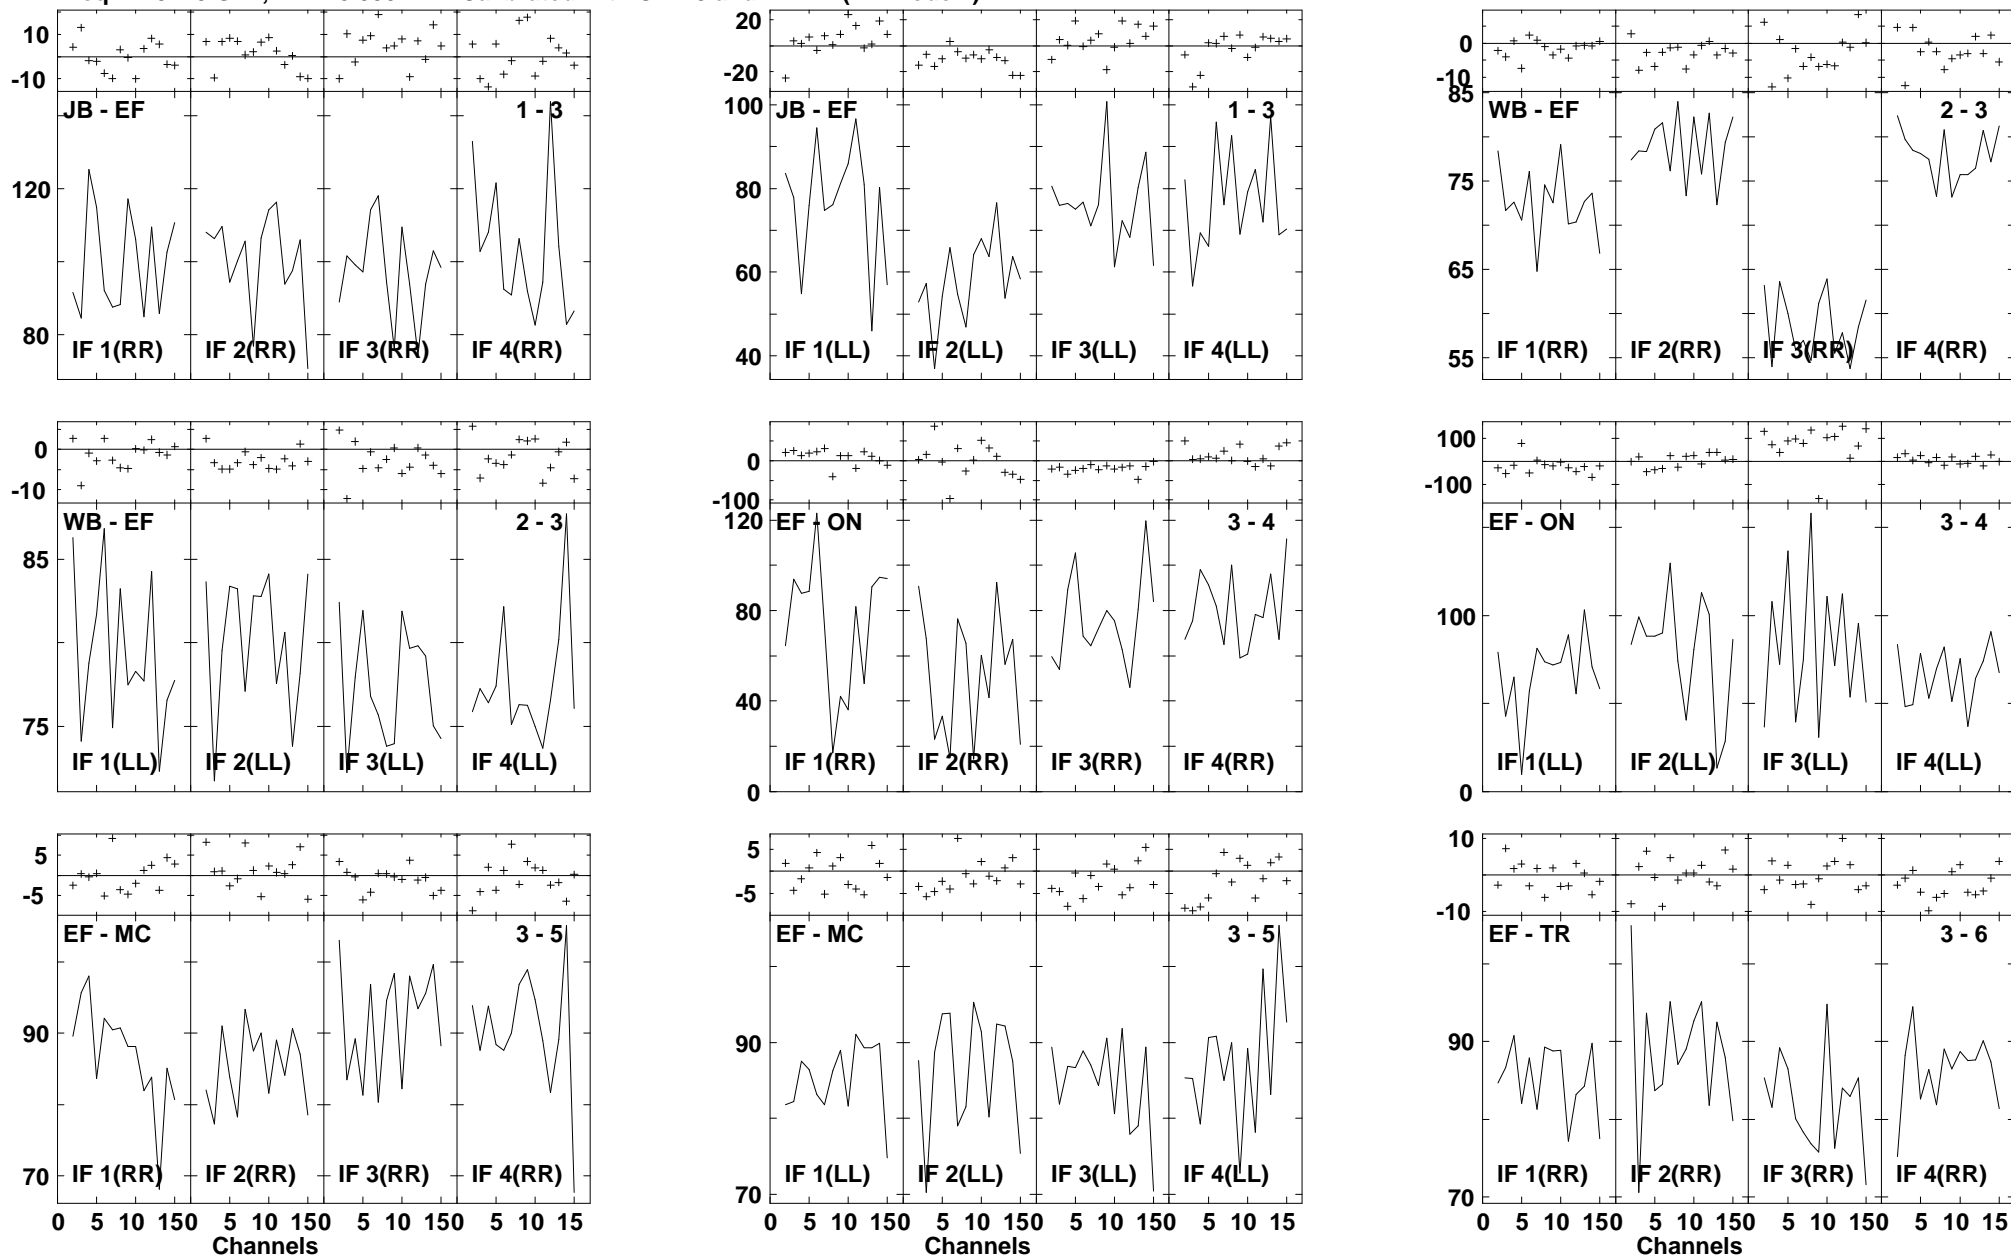 10 -10 20 -20 0 -10
JB - EF 1 - 3 JB - EF 1 - 3 WB - EF 2 - 3
120 80 100 80 60 40 85 75 65 55
IF 1(RR) IF 2(RR) IF 3(RR) IF 4(RR) IF 1(LL) IF 2(LL) IF 3(LL) IF 4(LL) IF 1(RR) IF 2(RR) IF 3(RR) IF 4(RR)
0 -10 0 -100 100 -100
WB - EF 2 - 3 EF - ON 3 - 4 EF - ON 3 - 4
85 75 120 80 40 0 100 0
IF 1(LL) IF 2(LL) IF 3(LL) IF 4(LL) IF 1(RR) IF 2(RR) IF 3(RR) IF 4(RR) IF 1(LL) IF 2(LL) IF 3(LL) IF 4(LL)
5 -5 5 -5 10 -10
EF - MC 3 - 5 EF - MC 3 - 5 EF - TR 3 - 6
90 70 90 70 90 70
IF 1(RR) IF 2(RR) IF 3(RR) IF 4(RR) IF 1(LL) IF 2(LL) IF 3(LL) IF 4(LL) IF 1(RR) IF 2(RR) IF 3(RR) IF 4(RR)
0 5 10 150 5 10 150 5 10 150 5 10 15 0 5 10 150 5 10 150 5 10 150 5 10 15 0 5 10 150 5 10 150 5 10 150 5 10 15
Channels Channels Channels